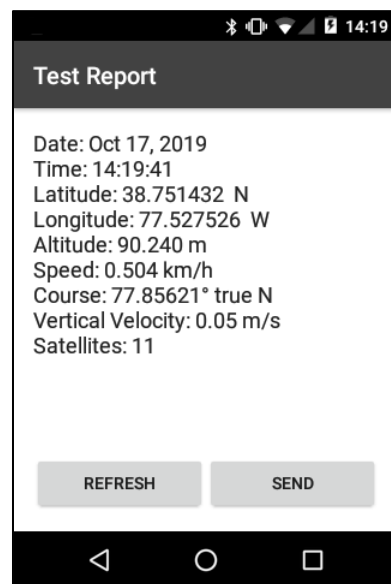 14:19
Test Report
Date: Oct 17, 2019
Time: 14:19:41
Latitude: 38.751432 N
Longitude: 77.527526 W
Altitude: 90.240 m
Speed: 0.504 km/h
Course: 77.85621° true N
Vertical Velocity: 0.05 m/s
Satellites: 11
REFRESH SEND